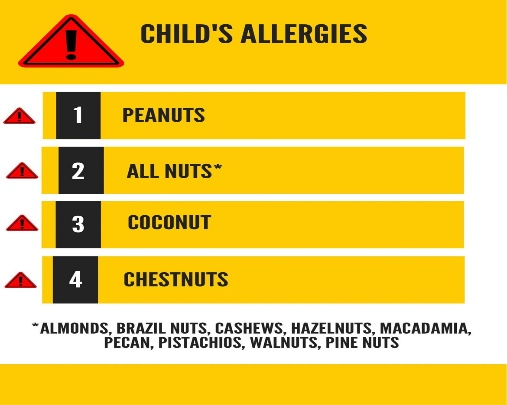 CHILD'S ALLERGIES
1 PEANUTS
2 ALL NUTS*
3 COCONUT
4 CHESTNUTS
*ALMONDS, BRAZIL NUTS, CASHEWS, HAZELNUTS, MACADAMIA,
PECAN, PISTACHIOS, WALNUTS, PINE NUTS